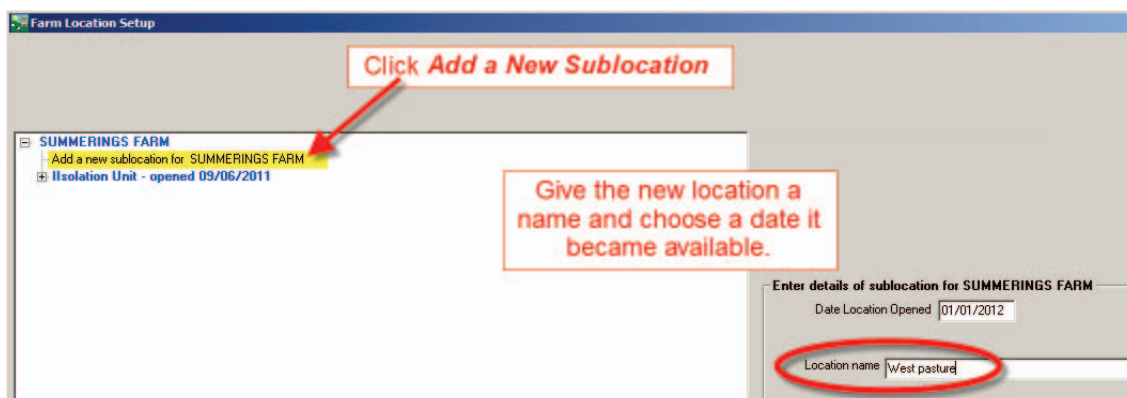 Farm Location Setup
Click Add a New Sublocation
SUMMERINGS FARM
Add a new sublocation for SUMMERINGS FARM
IIsolation Unit - opened 09/06/2011
Give the new location a
name and choose a date it
became available.
Enter details of sublocation for SUMMERINGS FARM
Date Location Opened 01/01/2012
Location name West pasture